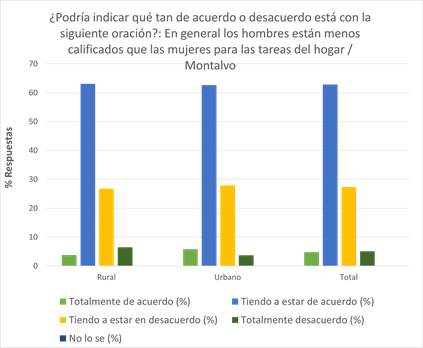 ¿Podría indicar qué tan de acuerdo o desacuerdo está con la
siguiente oración?: En general los hombres están menos
calificados que las mujeres para las tareas del hogar /
Montalvo
70
60
50
40
30
20
10
0
% Respuestas
Rural Urbano Total
Totalmente de acuerdo (%) Tiendo a estar de acuerdo (%)
Tiendo a estar en desacuerdo (%) Totalmente desacuerdo (%)
No lo se (%)